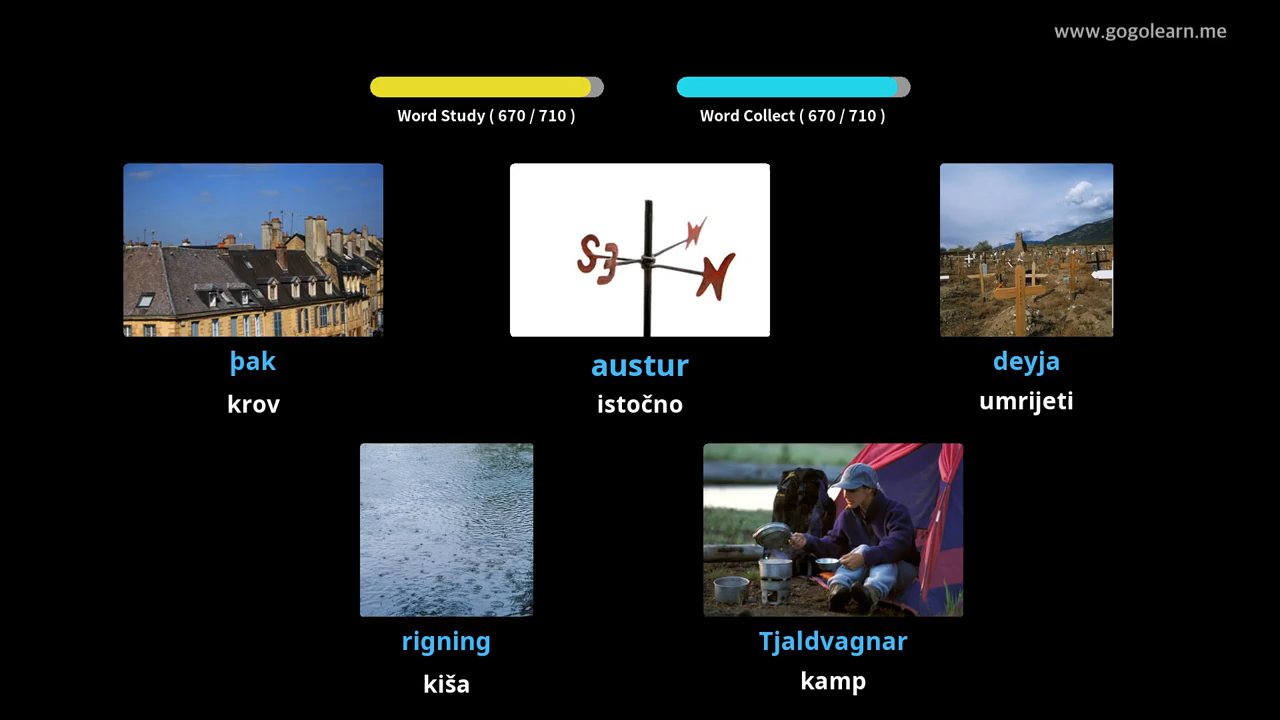 www.gogolearn.me
Word Study ( 670 / 710 )
Word Collect ( 670 / 710 )
S E N N
þak
austur
deyja
krov
istočno
umrijeti
rigning
Tjaldvagnar
kiša
kamp